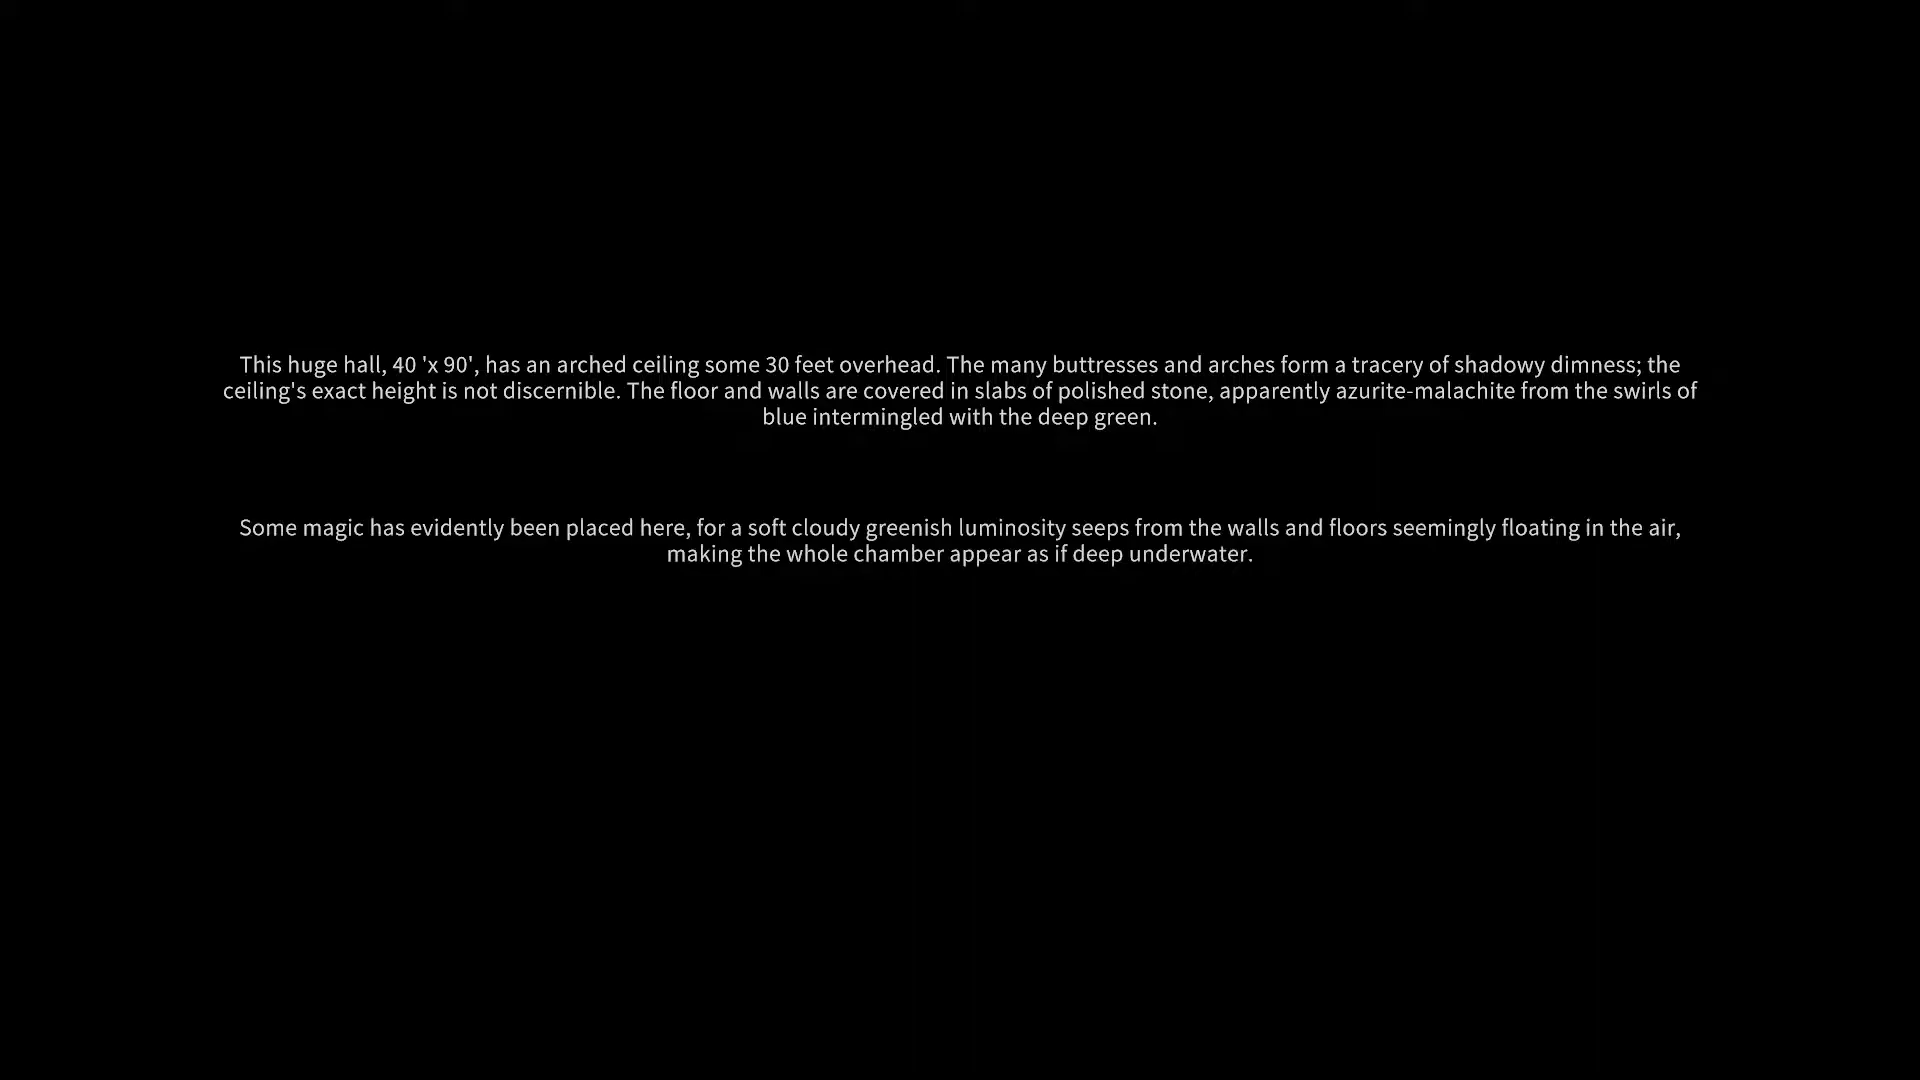 This huge hall, 40 'x 90', has an arched ceiling some 30 feet overhead. The many buttresses and arches form a tracery of shadowy dimness; the
ceiling's exact height is not discernible. The floor and walls are covered in slabs of polished stone, apparently azurite-malachite from the swirls of
blue intermingled with the deep green.
Some magic has evidently been placed here, for a soft cloudy greenish luminosity seeps from the walls and floors seemingly floating in the air,
making the whole chamber appear as if deep underwater.